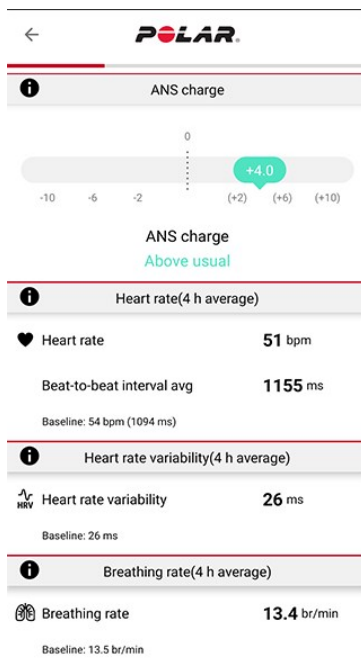 POLAR.
ANS charge
0
+4.0
-10 -6 -2 (+2) (+6) (+10)
ANS charge
Above usual
Heart rate(4 h average)
Heart rate 51 bpm
Beat-to-beat interval avg 1155 ms
Baseline: 54 bpm (1094 ms)
Heart rate variability(4 h average)
HRV Heart rate variability 26 ms
Baseline: 26 ms
Breathing rate(4 h average)
Breathing rate 13.4 br/min
Baseline: 13.5 br/min